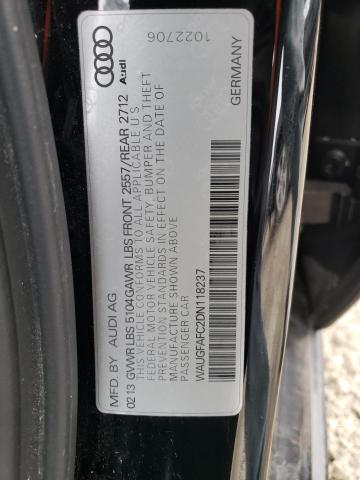 MFD. BY AUDI AG
02.13 GVWR LBS 5104GAWR LBS FRONT 2557/REAR 2712
THIS VEHICLE CONFORMS TO ALL APPLICABLE U.S.
FEDERAL MOTOR VEHICLE SAFETY, BUMPER AND THEFT
PREVENTION STANDARDS IN EFFECT ON THE DATE OF
MANUFACTURE SHOWN ABOVE
PASSENGER CAR
WAUGFAFC2DN118237
Audi
1022706
GERMANY